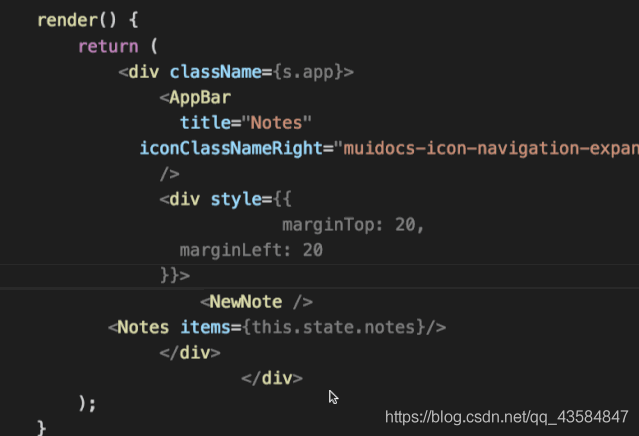 render() {
return (
<div className={s.app}>
<AppBar
title="Notes"
iconClassNameRight="muidocs-icon-navigation-expan
/>
<div style={{
marginTop: 20,
marginLeft: 20
}}>
<NewNote />
<Notes items={this.state.notes}/>
</div>
</div>
);
}
https://blog.csdn.net/qq_43584847